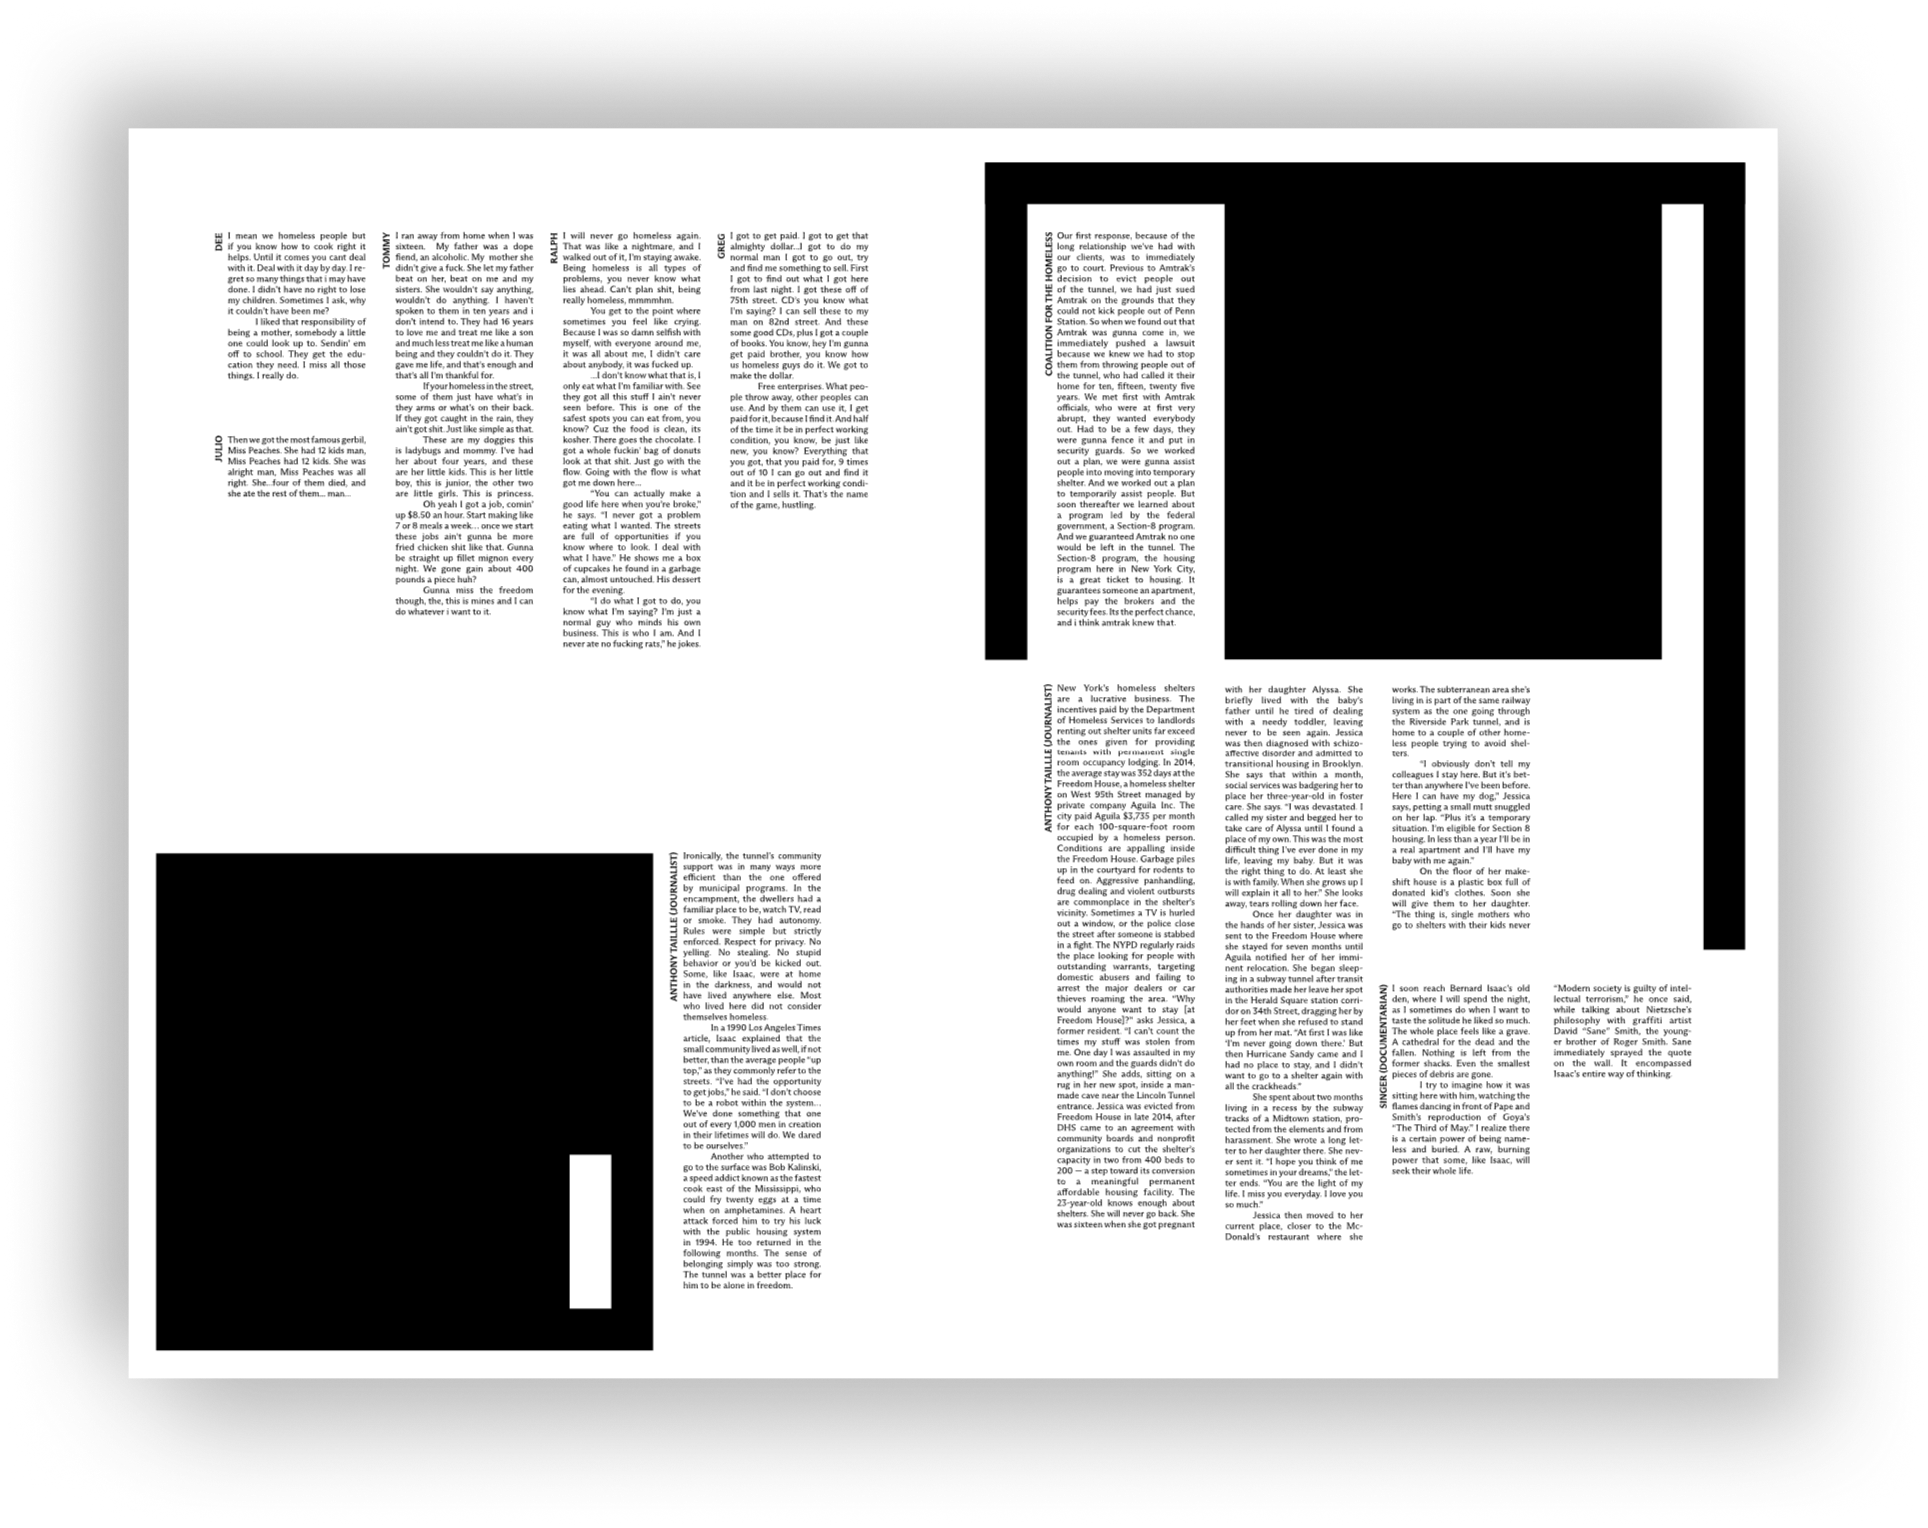 DEE
I mean we homeless people but
if you know how to cook right it
helps. Until it comes you cant deal
with it. Deal with it day by day. I re-
gret so many things that i may have
done. I didn't have no right to lose
my children. Sometimes I ask, why
it couldn't have been me?
I liked that responsibility of
being a mother, somebody a little
one could look up to. Sendin' em
off to school. They get the edu-
cation they need. I miss all those
things. I really do.
JULIO
Then we got the most famous gerbil,
Miss Peaches. She had 12 kids man,
Miss Peaches had 12 kids. She was
alright man, Miss Peaches was all
right. She...four of them died, and
she ate the rest of them... man...
TOMMY
I ran away from home when I was
sixteen. My father was a dope
fiend, an alcoholic. My mother she
didn't give a fuck. She let my father
beat on her, beat on me and my
sisters. She wouldn't say anything,
wouldn't do anything. I haven't
spoken to them in ten years and i
don't intend to. They had 16 years
to love me and treat me like a son
and much less treat me like a human
being and they couldn't do it. They
gave me life, and that's enough and
that's all I'm thankful for.
If your homeless in the street,
some of them just have what's in
they arms or what's on their back.
If they got caught in the rain, they
ain't got shit. Just like simple as that.
These are my doggies this
is ladybugs and mommy. I've had
her about four years, and these
are her little kids. This is her little
boy, this is junior, the other two
are little girls. This is princess.
Oh yeah I got a job, comin'
up $8.50 an hour. Start making like
7 or 8 meals a week... once we start
these jobs ain't gunna be more
fried chicken shit like that. Gunna
be straight up fillet mignon every
night. We gone gain about 400
pounds a piece huh?
Gunna miss the freedom
though, the, this is mines and I can
do whatever i want to it.
RALPH
I will never go homeless again.
That was like a nightmare, and I
walked out of it, I'm staying awake.
Being homeless is all types of
problems, you never know what
lies ahead. Can't plan shit, being
really homeless, mmmmhm.
You get to the point where
sometimes you feel like crying.
Because I was so damn selfish with
myself, with everyone around me,
it was all about me, I didn't care
about anybody, it was fucked up.
...I don't know what that is, I
only eat what I'm familiar with. See
they got all this stuff I ain't never
seen before. This is one of the
safest spots you can eat from, you
know? Cuz the food is clean, its
kosher. There goes the chocolate. I
got a whole fuckin' bag of donuts
look at that shit. Just go with the
flow. Going with the flow is what
got me down here...
"You can actually make a
good life here when you're broke,"
he says. "I never got a problem
eating what I wanted. The streets
are full of opportunities if you
know where to look. I deal with
what I have." He shows me a box
of cupcakes he found in a garbage
can, almost untouched. His dessert
for the evening.
"I do what I got to do, you
know what I'm saying? I'm just a
normal guy who minds his own
business. This is who I am. And I
never ate no fucking rats," he jokes.
GREG
I got to get paid. I got to get that
almighty dollar...I got to do my
normal man I got to go out, try
and find me something to sell. First
I got to find out what I got here
from last night. I got these off of
75th street. CD's you know what
I'm saying? I can sell these to my
man on 82nd street. And these
some good CDs, plus I got a couple
of books. You know, hey I'm gunna
get paid brother, you know how
us homeless guys do it. We got to
make the dollar.
Free enterprises. What peo-
ple throw away, other peoples can
use. And by them can use it, I get
paid for it, because I find it. And half
of the time it be in perfect working
condition, you know, be just like
new, you know? Everything that
you got, that you paid for, 9 times
out of 10 I can go out and find it
and it be in perfect working condi-
tion and I sells it. That's the name
of the game, hustling.
ANTHONY TAILLLE (JOURNALIST)
Ironically, the tunnel's community
support was in many ways more
efficient than the one offered
by municipal programs. In the
encampment, the dwellers had a
familiar place to be, watch TV, read
or smoke. They had autonomy.
Rules were simple but strictly
enforced. Respect for privacy. No
yelling. No stealing. No stupid
behavior or you'd be kicked out.
Some, like Isaac, were at home
in the darkness, and would not
have lived anywhere else. Most
who lived here did not consider
themselves homeless.
In a 1990 Los Angeles Times
article, Isaac explained that the
small community lived as well, if not
better, than the average people "up
top," as they commonly refer to the
streets. "I've had the opportunity
to get jobs," he said. "I don't choose
to be a robot within the system...
We've done something that one
out of every 1,000 men in creation
in their lifetimes will do. We dared
to be ourselves."
Another who attempted to
go to the surface was Bob Kalinski,
a speed addict known as the fastest
cook east of the Mississippi, who
could fry twenty eggs at a time
when on amphetamines. A heart
attack forced him to try his luck
with the public housing system
in 1994. He too returned in the
following months. The sense of
belonging simply was too strong.
The tunnel was a better place for
him to be alone in freedom.
COALITION FOR THE HOMELESS
Our first response, because of the
long relationship we've had with
our clients, was to immediately
go to court. Previous to Amtrak's
decision to evict people out
of the tunnel, we had just sued
Amtrak on the grounds that they
could not kick people out of Penn
Station. So when we found out that
Amtrak was gunna come in, we
immediately pushed a lawsuit
because we knew we had to stop
them from throwing people out of
the tunnel, who had called it their
home for ten, fifteen, twenty five
years. We met first with Amtrak
officials, who were at first very
abrupt, they wanted everybody
out. Had to be a few days, they
were gunna fence it and put in
security guards. So we worked
out a plan, we were gunna assist
people into moving into temporary
shelter. And we worked out a plan
to temporarily assist people. But
soon thereafter we learned about
a program led by the federal
government, a Section-8 program.
And we guaranteed Amtrak no one
would be left in the tunnel. The
Section-8 program, the housing
program here in New York City,
is a great ticket to housing. It
guarantees someone an apartment,
helps pay the brokers and the
security fees. Its the perfect chance,
and i think amtrak knew that.
ANTHONY TAILLLE (JOURNALIST)
New York's homeless shelters
are a lucrative business. The
incentives paid by the Department
of Homeless Services to landlords
renting out shelter units far exceed
the ones given for providing
tenants with permanent single
room occupancy lodging. In 2014,
the average stay was 352 days at the
Freedom House, a homeless shelter
on West 95th Street managed by
private company Aguila Inc. The
city paid Aguila $3,735 per month
for each 100-square-foot room
occupied by a homeless person.
Conditions are appalling inside
the Freedom House. Garbage piles
up in the courtyard for rodents to
feed on. Aggressive panhandling,
drug dealing and violent outbursts
are commonplace in the shelter's
vicinity. Sometimes a TV is hurled
out a window, or the police close
the street after someone is stabbed
in a fight. The NYPD regularly raids
the place looking for people with
outstanding warrants, targeting
domestic abusers and failing to
arrest the major dealers or car
thieves roaming the area. "Why
would anyone want to stay [at
Freedom House]?" asks Jessica, a
former resident. "I can't count the
times my stuff was stolen from
me. One day I was assaulted in my
own room and the guards didn't do
anything!" She adds, sitting on a
rug in her new spot, inside a man-
made cave near the Lincoln Tunnel
entrance. Jessica was evicted from
Freedom House in late 2014, after
DHS came to an agreement with
community boards and nonprofit
organizations to cut the shelter's
capacity in two from 400 beds to
200 — a step toward its conversion
to a meaningful permanent
affordable housing facility. The
23-year-old knows enough about
shelters. She will never go back. She
was sixteen when she got pregnant
with her daughter Alyssa. She
briefly lived with the baby's
father until he tired of dealing
with a needy toddler, leaving
never to be seen again. Jessica
was then diagnosed with schizo-
affective disorder and admitted to
transitional housing in Brooklyn.
She says that within a month,
social services was badgering her to
place her three-year-old in foster
care. She says. "I was devastated. I
called my sister and begged her to
take care of Alyssa until I found a
place of my own. This was the most
difficult thing I've ever done in my
life, leaving my baby. But it was
the right thing to do. At least she
is with family. When she grows up I
will explain it all to her." She looks
away, tears rolling down her face.
Once her daughter was in
the hands of her sister, Jessica was
sent to the Freedom House where
she stayed for seven months until
Aguila notified her of her immi-
nent relocation. She began sleep-
ing in a subway tunnel after transit
authorities made her leave her spot
in the Herald Square station corri-
dor on 34th Street, dragging her by
her feet when she refused to stand
up from her mat. "At first I was like
'I'm never going down there.' But
then Hurricane Sandy came and I
had no place to stay, and I didn't
want to go to a shelter again with
all the crackheads."
She spent about two months
living in a recess by the subway
tracks of a Midtown station, pro-
tected from the elements and from
harassment. She wrote a long let-
ter to her daughter there. She nev-
er sent it. "I hope you think of me
sometimes in your dreams," the let-
ter ends. "You are the light of my
life. I miss you everyday. I love you
so much."
Jessica then moved to her
current place, closer to the Mc-
Donald's restaurant where she
works. The subterranean area she's
living in is part of the same railway
system as the one going through
the Riverside Park tunnel, and is
home to a couple of other home-
less people trying to avoid shel-
ters.
"I obviously don't tell my
colleagues I stay here. But it's bet-
ter than anywhere I've been before.
Here I can have my dog," Jessica
says, petting a small mutt snuggled
on her lap. "Plus it's a temporary
situation. I'm eligible for Section 8
housing. In less than a year I'll be in
a real apartment and I'll have my
baby with me again."
On the floor of her make-
shift house is a plastic box full of
donated kid's clothes. Soon she
will give them to her daughter.
"The thing is, single mothers who
go to shelters with their kids never
SINGER (DOCUMENTARIAN)
I soon reach Bernard Isaac's old
den, where I will spend the night,
as I sometimes do when I want to
taste the solitude he liked so much.
The whole place feels like a grave.
A cathedral for the dead and the
fallen. Nothing is left from the
former shacks. Even the smallest
pieces of debris are gone.
I try to imagine how it was
sitting here with him, watching the
flames dancing in front of Pape and
Smith's reproduction of Goya's
"The Third of May." I realize there
is a certain power of being name-
less and buried. A raw, burning
power that some, like Isaac, will
seek their whole life.
"Modern society is guilty of intel-
lectual terrorism," he once said,
while talking about Nietzsche's
philosophy with graffiti artist
David "Sane" Smith, the young-
er brother of Roger Smith. Sane
immediately sprayed the quote
on the wall. It encompassed
Isaac's entire way of thinking.